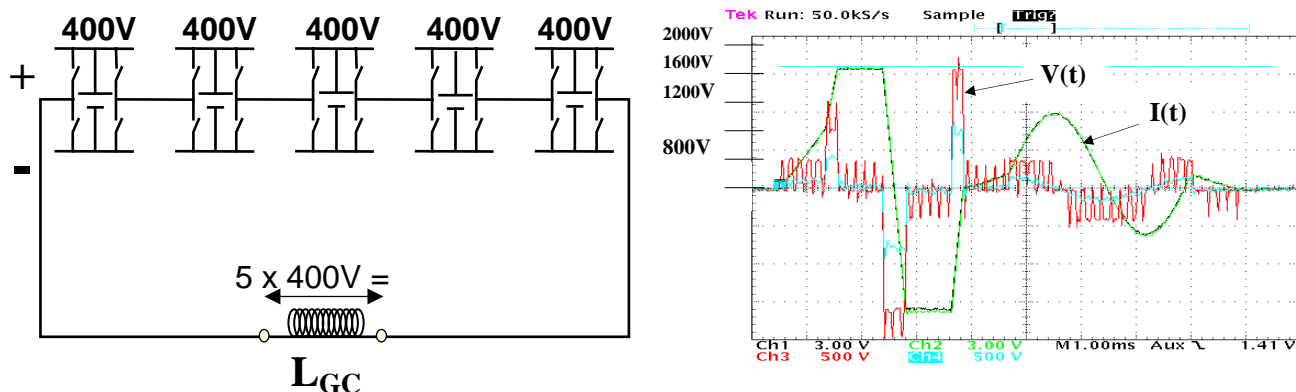 400V 400V 400V 400V 400V
+
-
5 x 400V =
LGC
Tek Run: 50.0kS/s Sample Trig?
[ ]
2000V
1600V
1200V
800V
V(t)
I(t)
Ch1 3.00 V Ch2 3.00 V M1.00ms Aux 1.41 V
Ch3 500 V Ch4 500 V